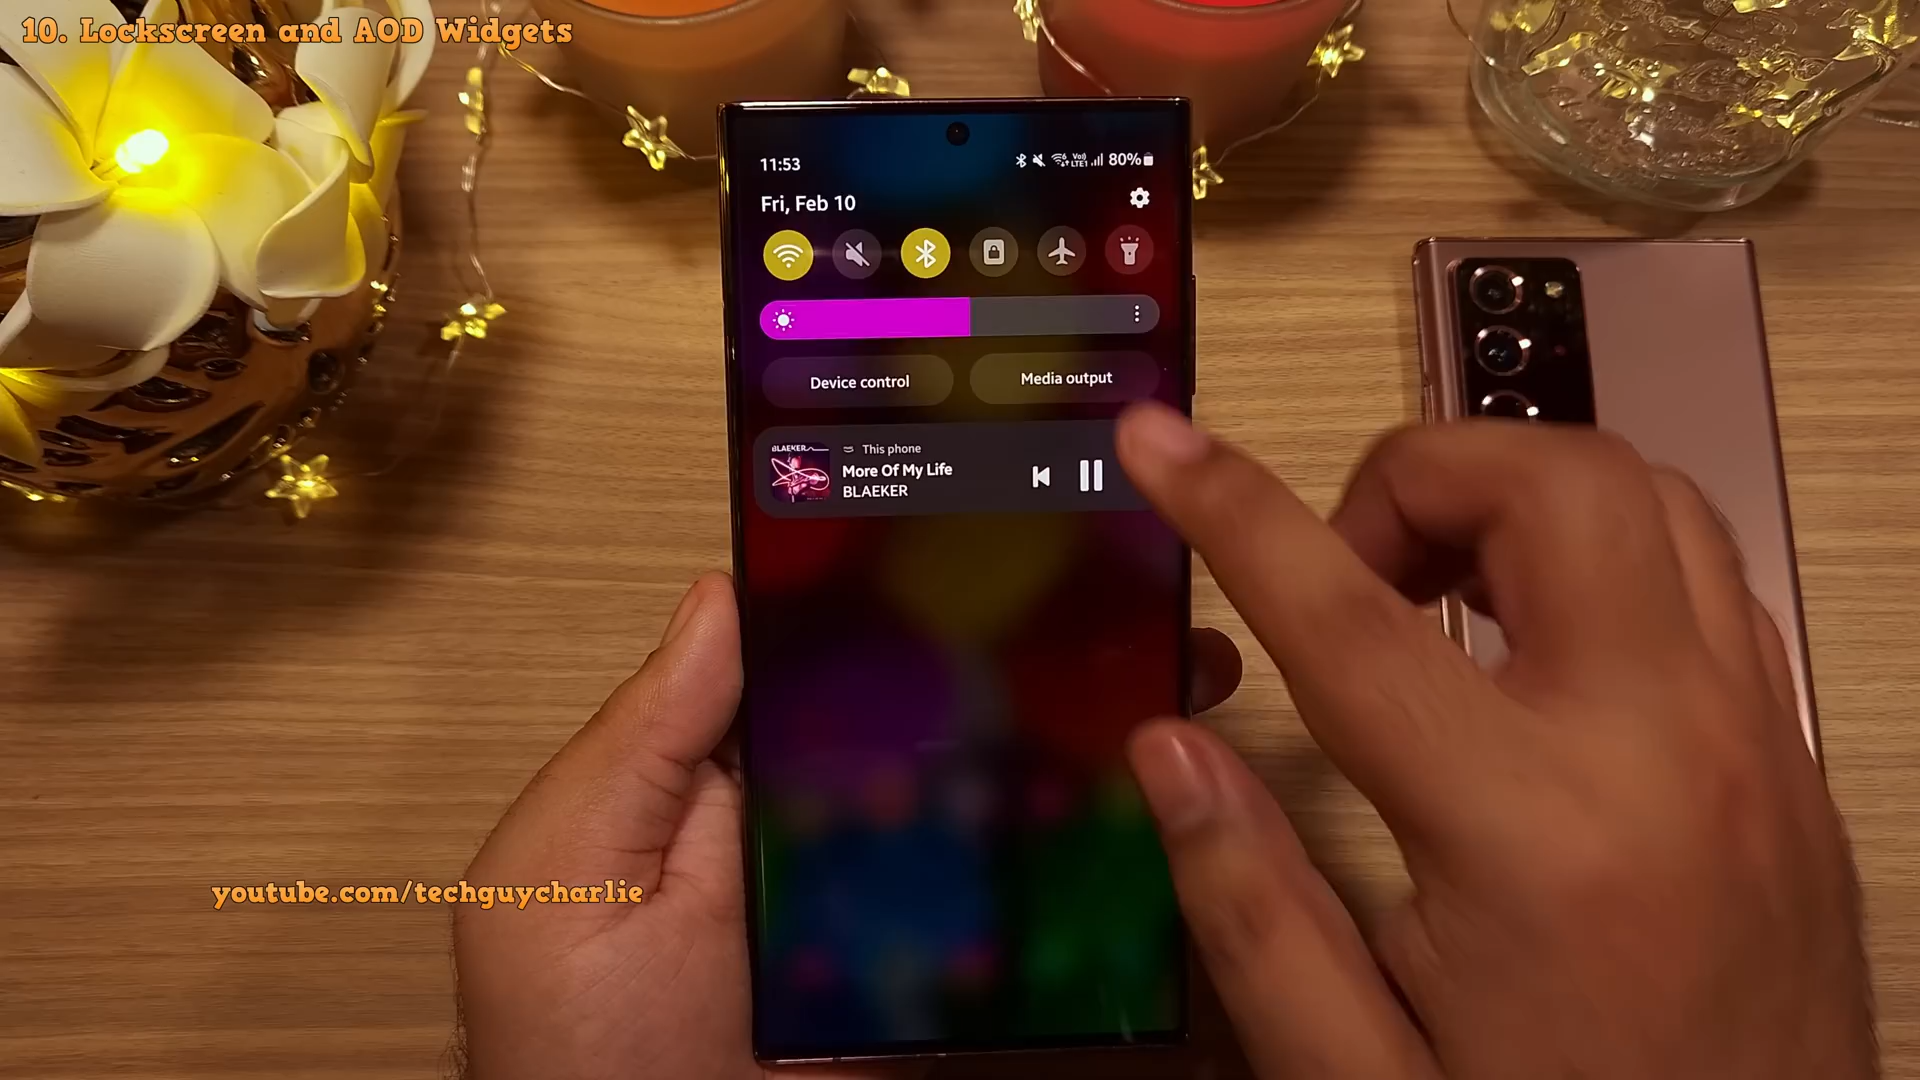 10. Lockscreen and AOD Widgets
11:53
80%
Fri, Feb 10
Device control
Media output
BLAEKER
This phone
More Of My Life
BLAEKER
youtube.com/techguycharlie